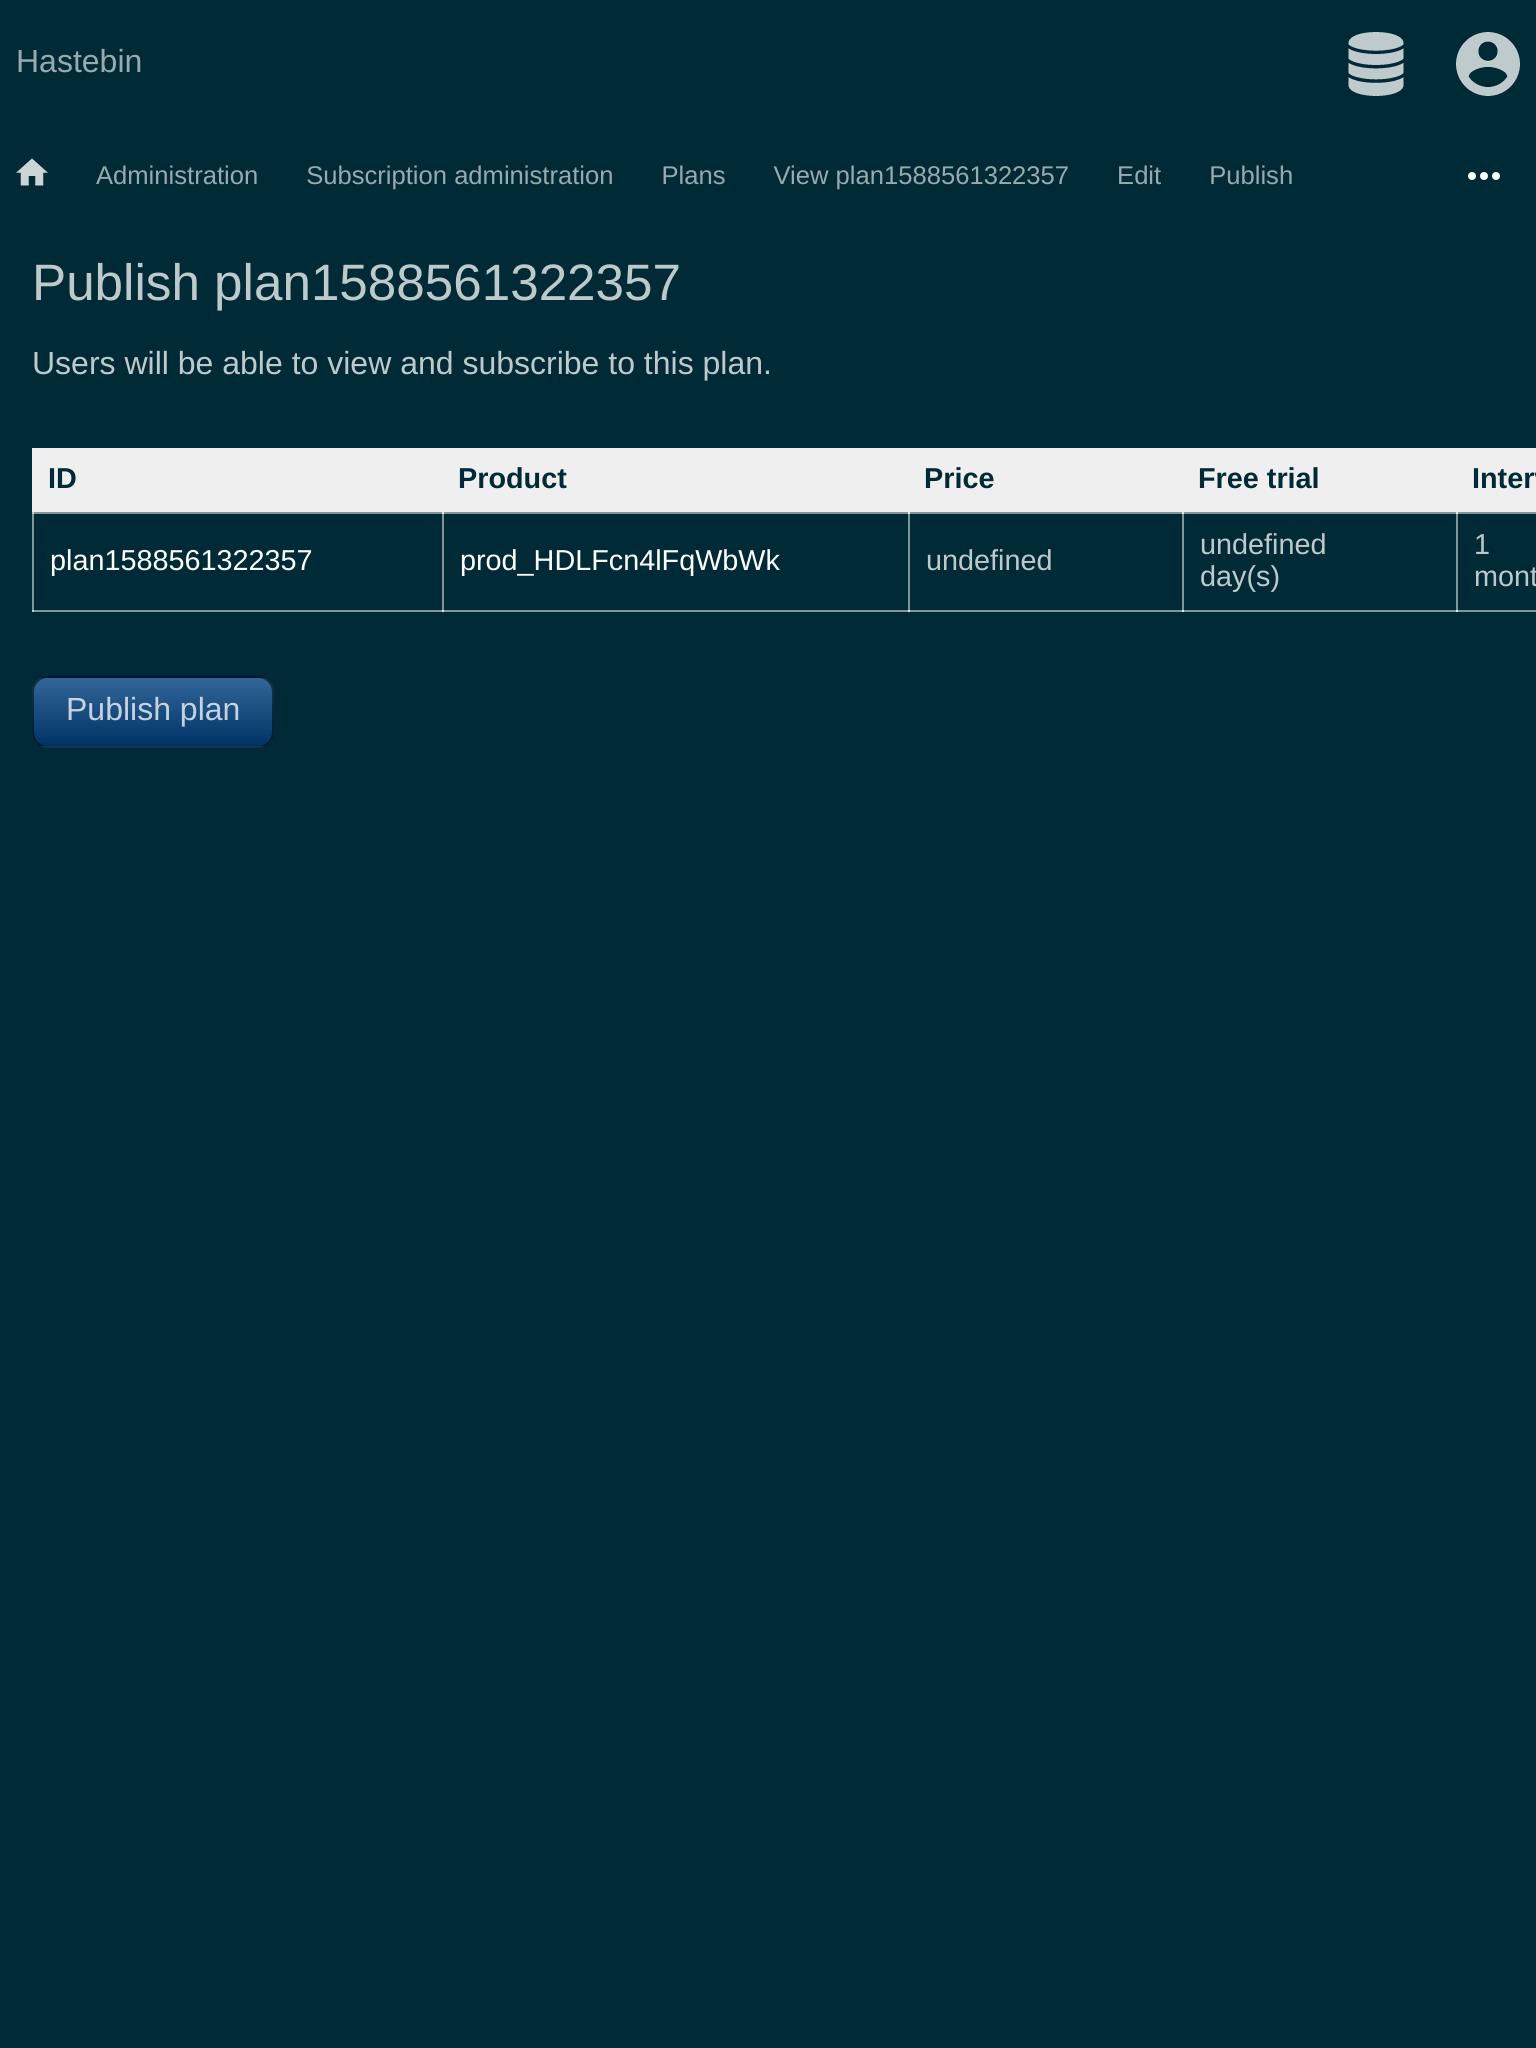 Hastebin
Administration Subscription administration Plans View plan1588561322357 Edit Publish
Publish plan1588561322357
Users will be able to view and subscribe to this plan.
ID Product Price Free trial Inter
plan1588561322357 prod_HDLFcn4lFqWbWk undefined undefined day(s) 1 mont
Publish plan